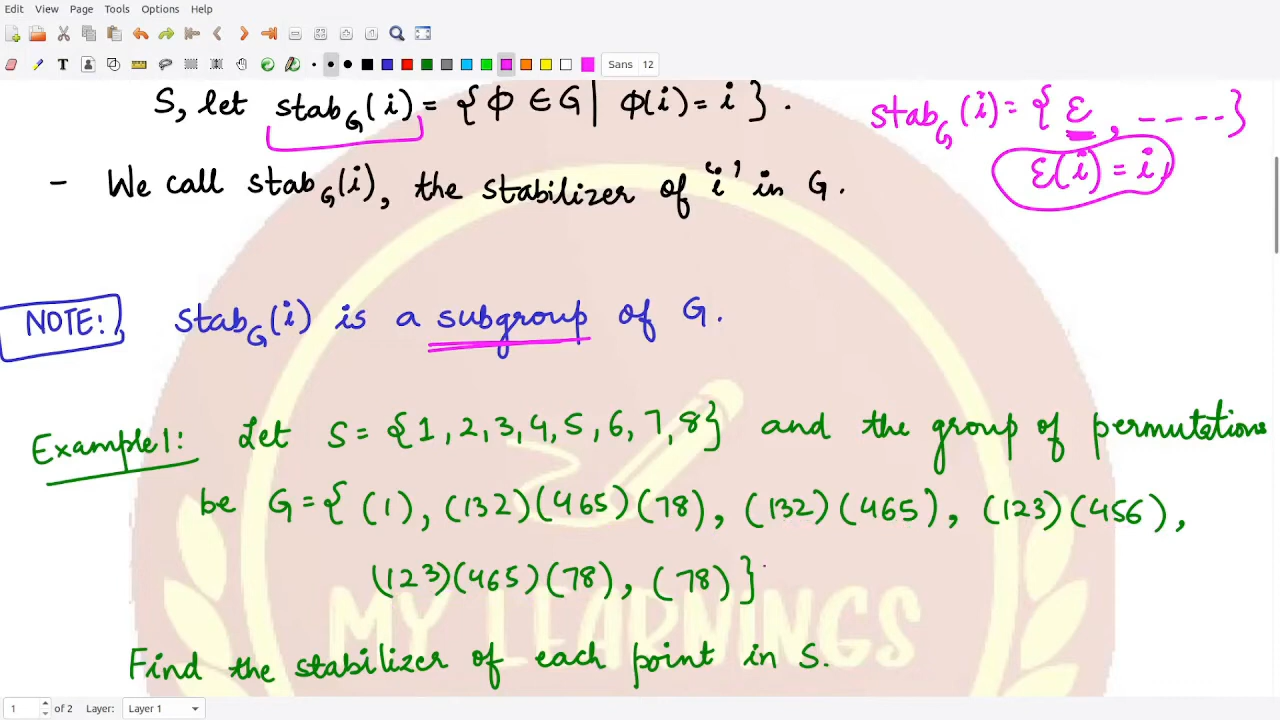 Edit View Page Tools Options Help
Sans 12
S, let stab_G(i) = { Φ ∈ G | Φ(i) = i } .
stab_G(i) = { ε , ----- }
ε(i) = i,
- We call stab_G(i), the stabilizer of "i" in G.
NOTE: stab_G(i) is a subgroup of G.
Example 1: Let S = {1, 2, 3, 4, 5, 6, 7, 8} and the group of permutations
be G = { (1), (132)(465)(78), (132)(465), (123)(456),
(123)(465)(78), (78) }
MY LEARNINGS
Find the stabilizer of each point in S.
1 of 2 Layer: Layer 1